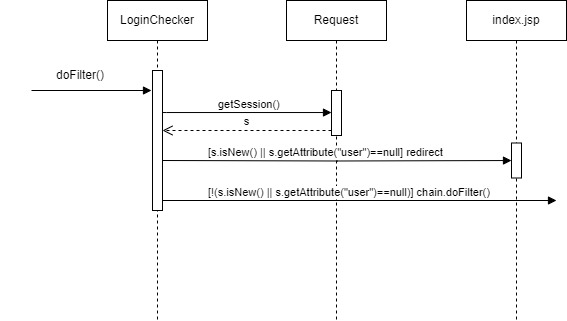 LoginChecker
Request
index.jsp
doFilter()
getSession()
s
[s.isNew() || s.getAttribute("user")==null] redirect
[!(s.isNew() || s.getAttribute("user")==null)] chain.doFilter()